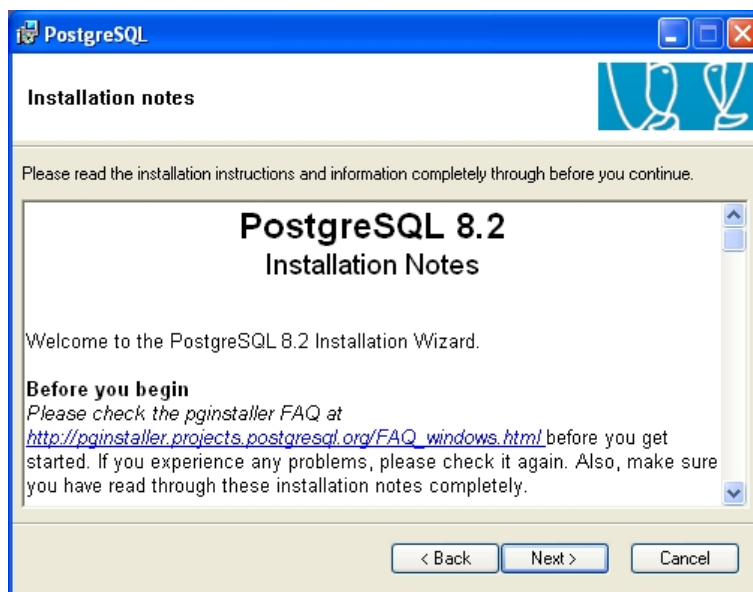 PostgreSQL
Installation notes
Please read the installation instructions and information completely through before you continue.
PostgreSQL 8.2
Installation Notes
Welcome to the PostgreSQL 8.2 Installation Wizard.
Before you begin
Please check the pginstaller FAQ at
http://pginstaller.projects.postgresql.org/FAQ_windows.html before you get
started. If you experience any problems, please check it again. Also, make sure
you have read through these installation notes completely.
< Back Next > Cancel